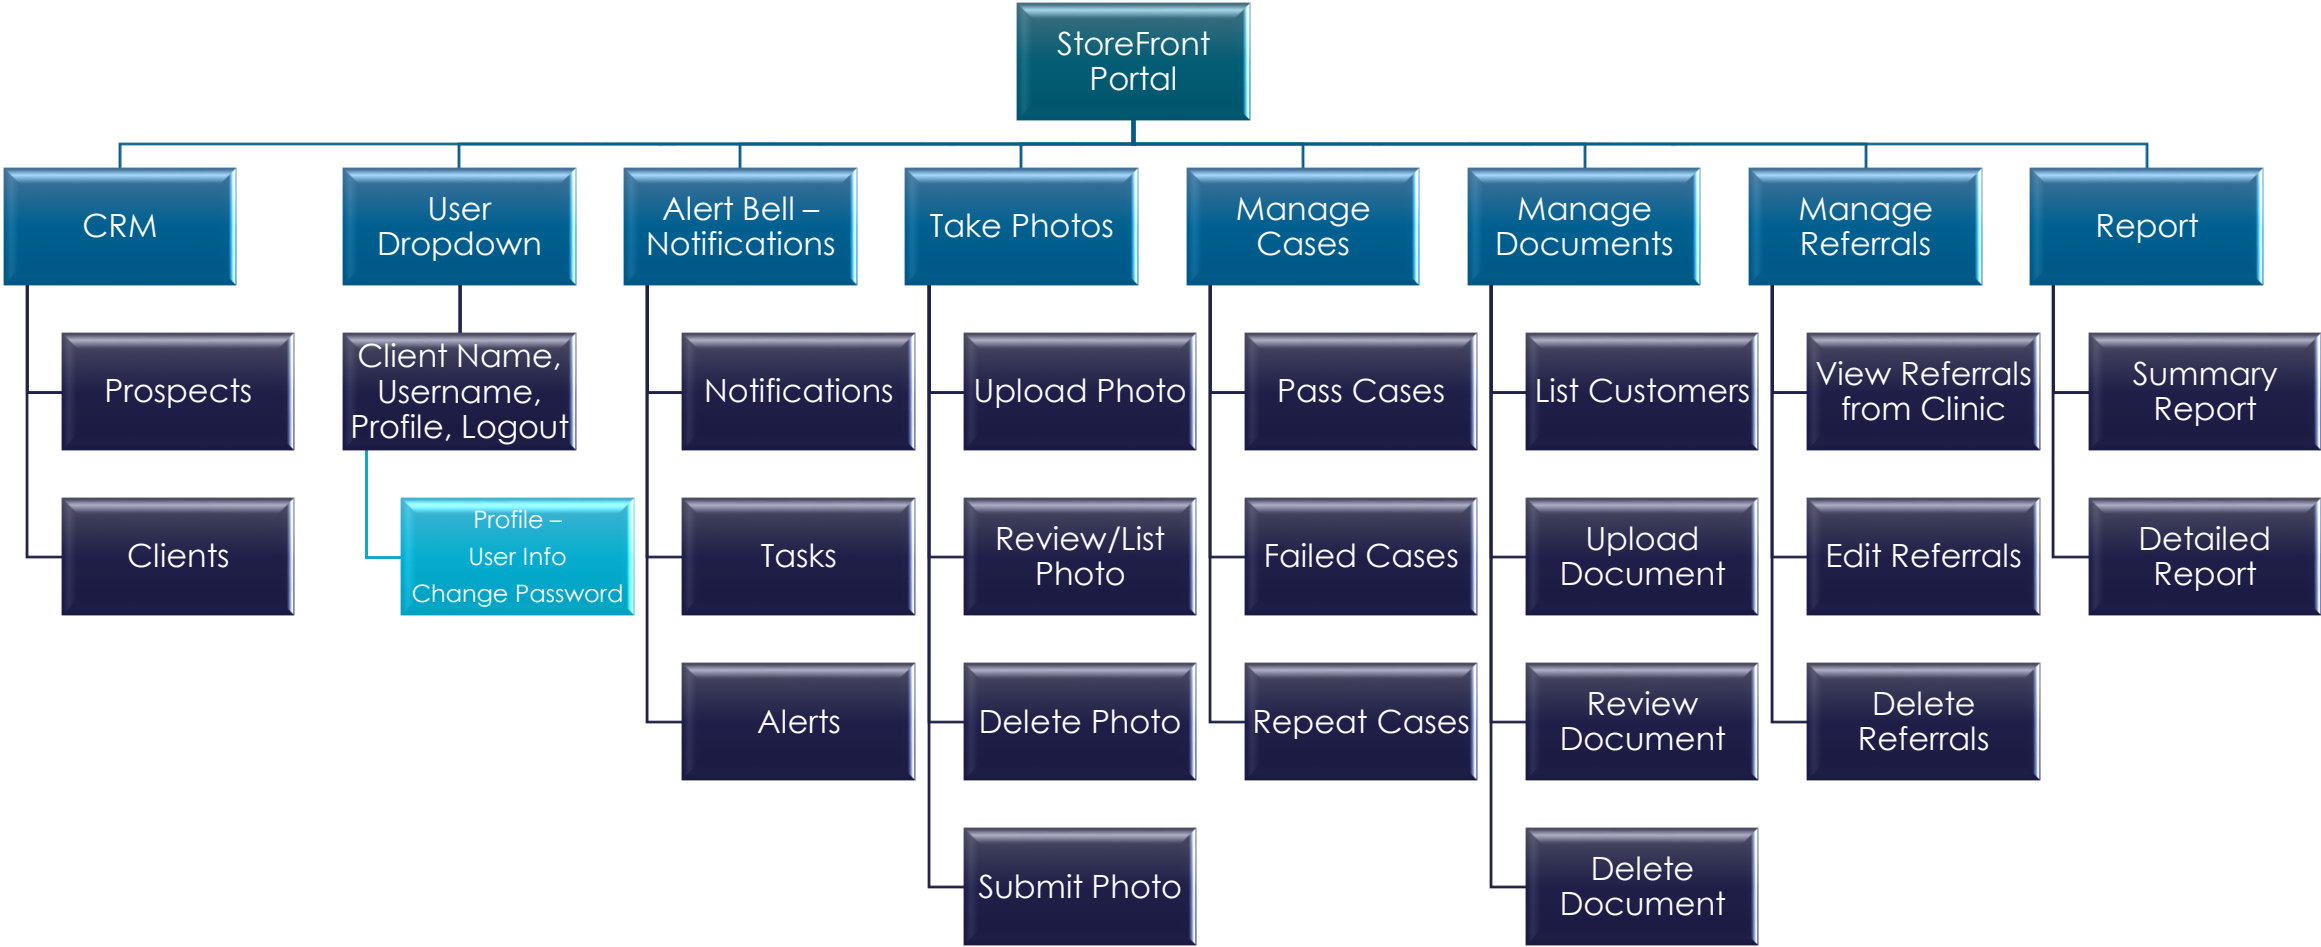 StoreFront
Portal
CRM
User
Dropdown
Alert Bell –
Notifications
Take Photos
Manage
Cases
Manage
Documents
Manage
Referrals
Report
Prospects
Clients
Client Name,
Username,
Profile, Logout
Profile –
User Info
Change Password
Notifications
Tasks
Alerts
Upload Photo
Review/List
Photo
Delete Photo
Submit Photo
Pass Cases
Failed Cases
Repeat Cases
List Customers
Upload
Document
Review
Document
Delete
Document
View Referrals
from Clinic
Edit Referrals
Delete
Referrals
Summary
Report
Detailed
Report